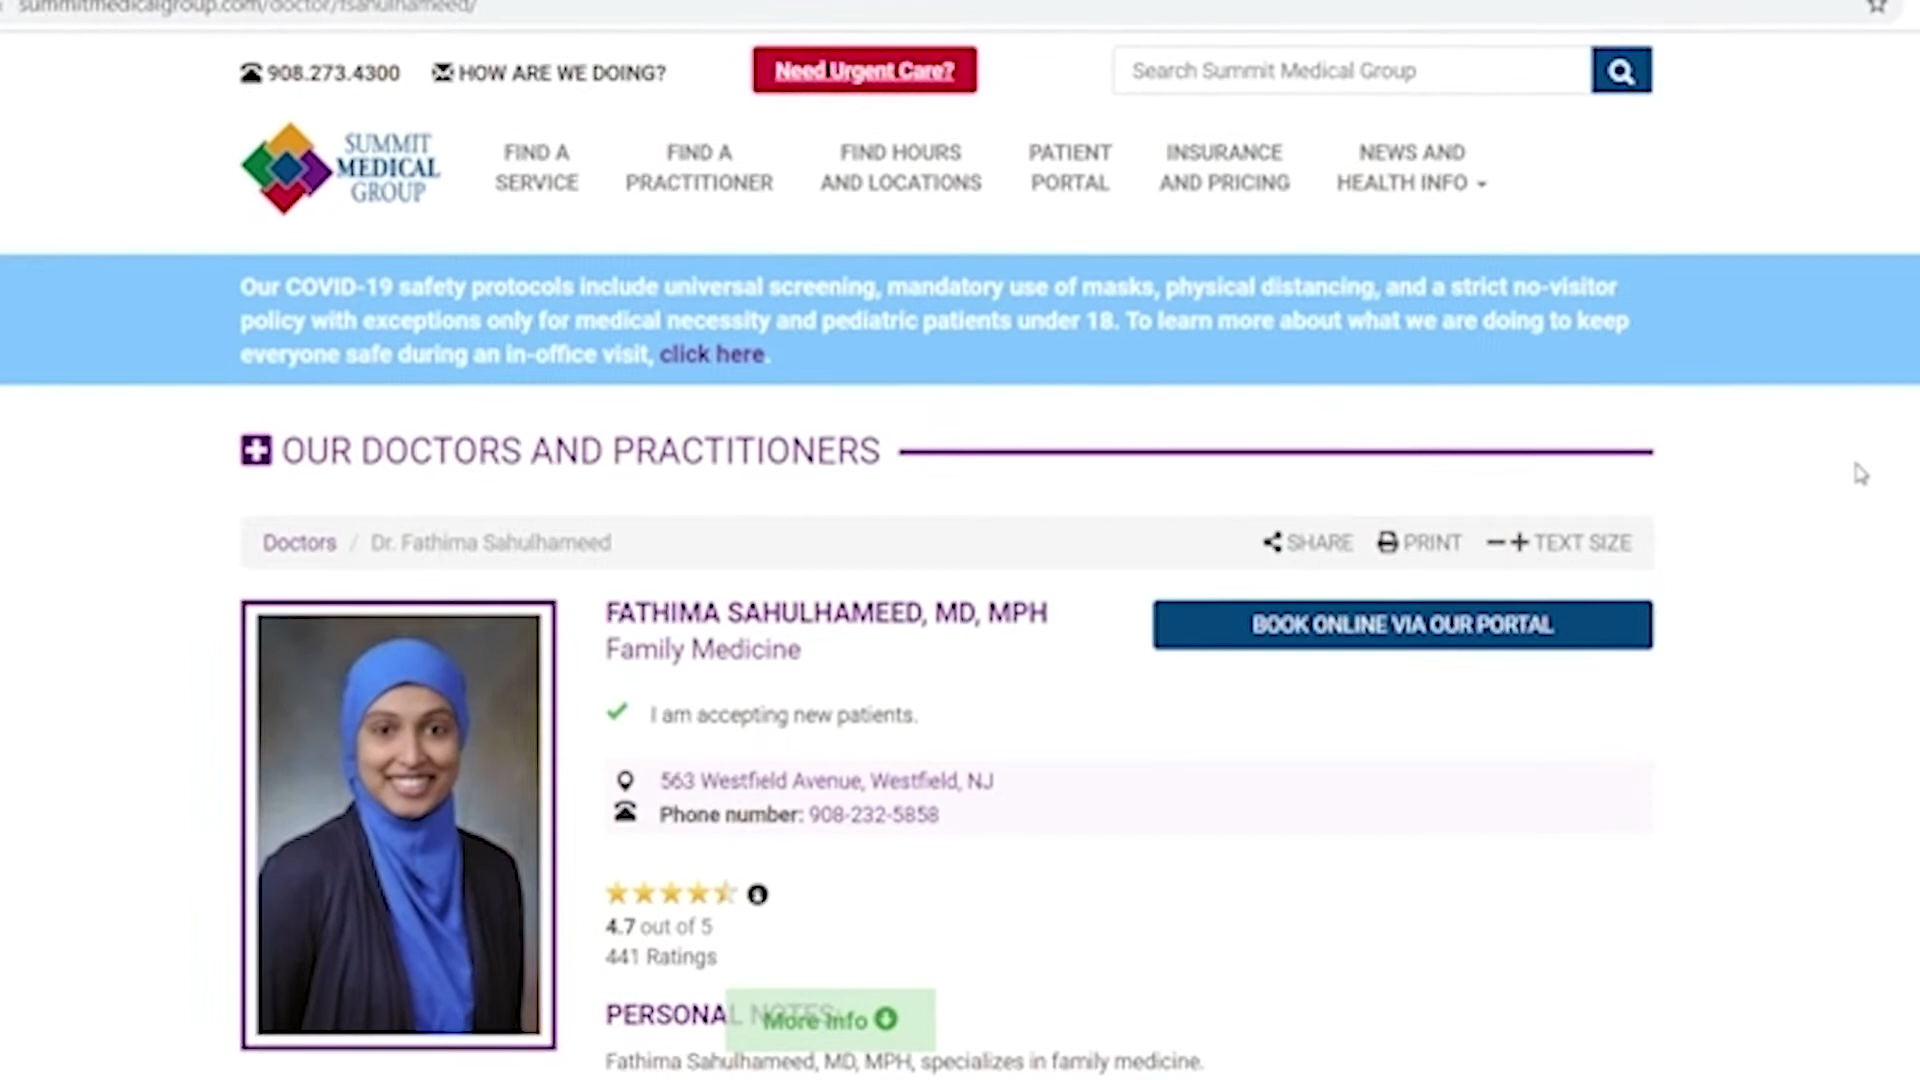 summitmedicalgroup.com/doctor/fsahulhameed/
908.273.4300 HOW ARE WE DOING? Need Urgent Care? Search Summit Medical Group
SUMMIT MEDICAL GROUP
FIND A SERVICE
FIND A PRACTITIONER
FIND HOURS AND LOCATIONS
PATIENT PORTAL
INSURANCE AND PRICING
NEWS AND HEALTH INFO
Our COVID-19 safety protocols include universal screening, mandatory use of masks, physical distancing, and a strict no-visitor
policy with exceptions only for medical necessity and pediatric patients under 18. To learn more about what we are doing to keep
everyone safe during an in-office visit, click here.
OUR DOCTORS AND PRACTITIONERS
Doctors / Dr. Fathima Sahulhameed SHARE PRINT TEXT SIZE
FATHIMA SAHULHAMEED, MD, MPH
Family Medicine
BOOK ONLINE VIA OUR PORTAL
I am accepting new patients.
563 Westfield Avenue, Westfield, NJ
Phone number: 908-232-5858
4.7 out of 5
441 Ratings
PERSONAL NOTES:
More Info
Fathima Sahulhameed, MD, MPH, specializes in family medicine.